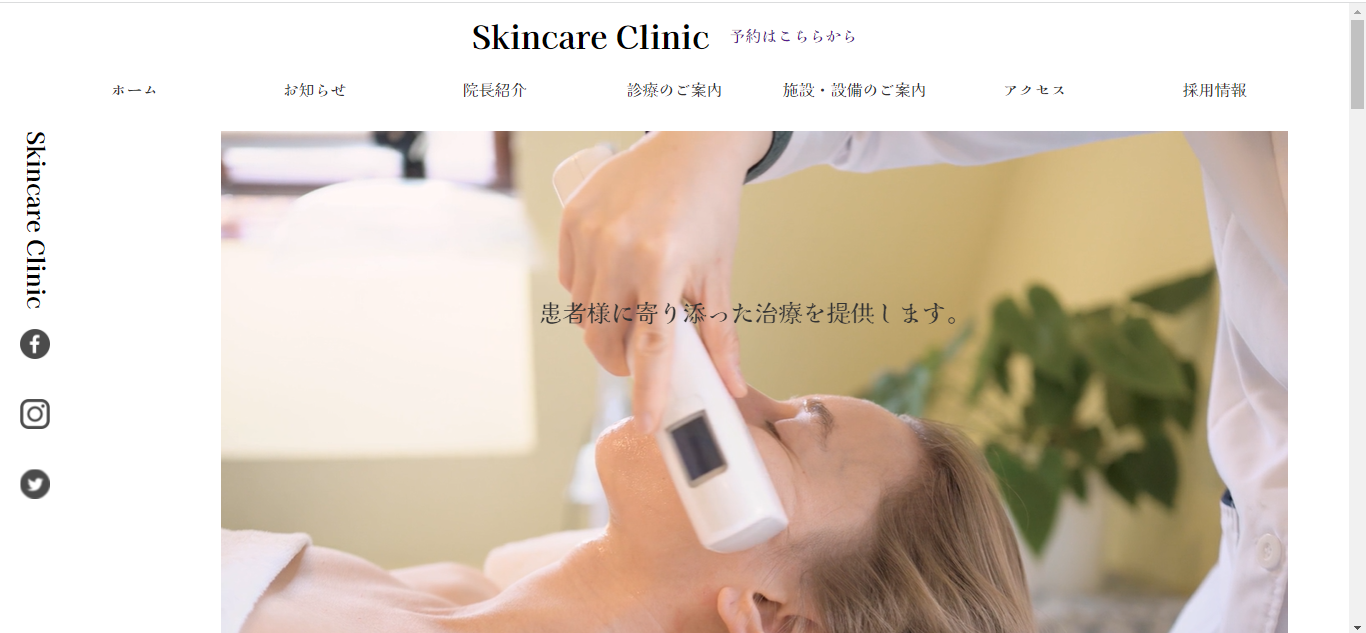 Skincare Clinic 予約はこちらから
ホーム お知らせ 院長紹介 診療のご案内 施設・設備のご案内 アクセス 採用情報
Skincare Clinic
患者様に寄り添った治療を提供します。